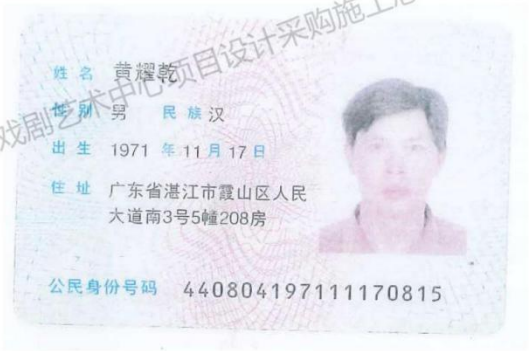 戏剧艺术中心项目设计采购施工
姓名 黄耀乾
性别 男 民族 汉
出生 1971 年 11 月 17 日
住址 广东省湛江市霞山区人民
大道南3号5幢208房
公民身份号码 440804197111170815